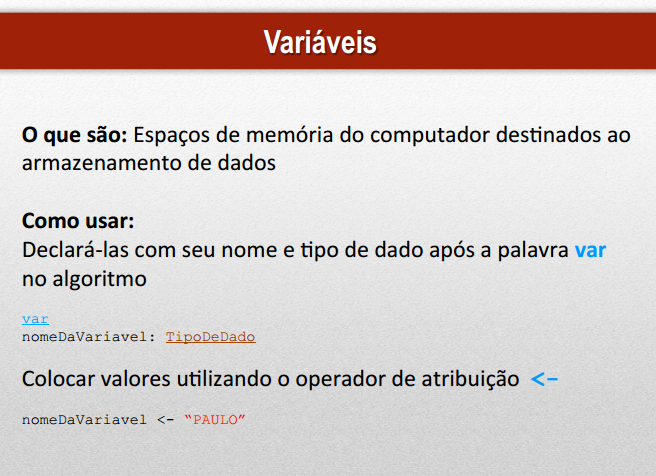 Variáveis
O que são: Espaços de memória do computador destinados ao
armazenamento de dados
Como usar:
Declará-las com seu nome e tipo de dado após a palavra var
no algoritmo
var
nomeDaVariavel: TipoDeDado
Colocar valores utilizando o operador de atribuição <-
nomeDaVariavel <- “PAULO”